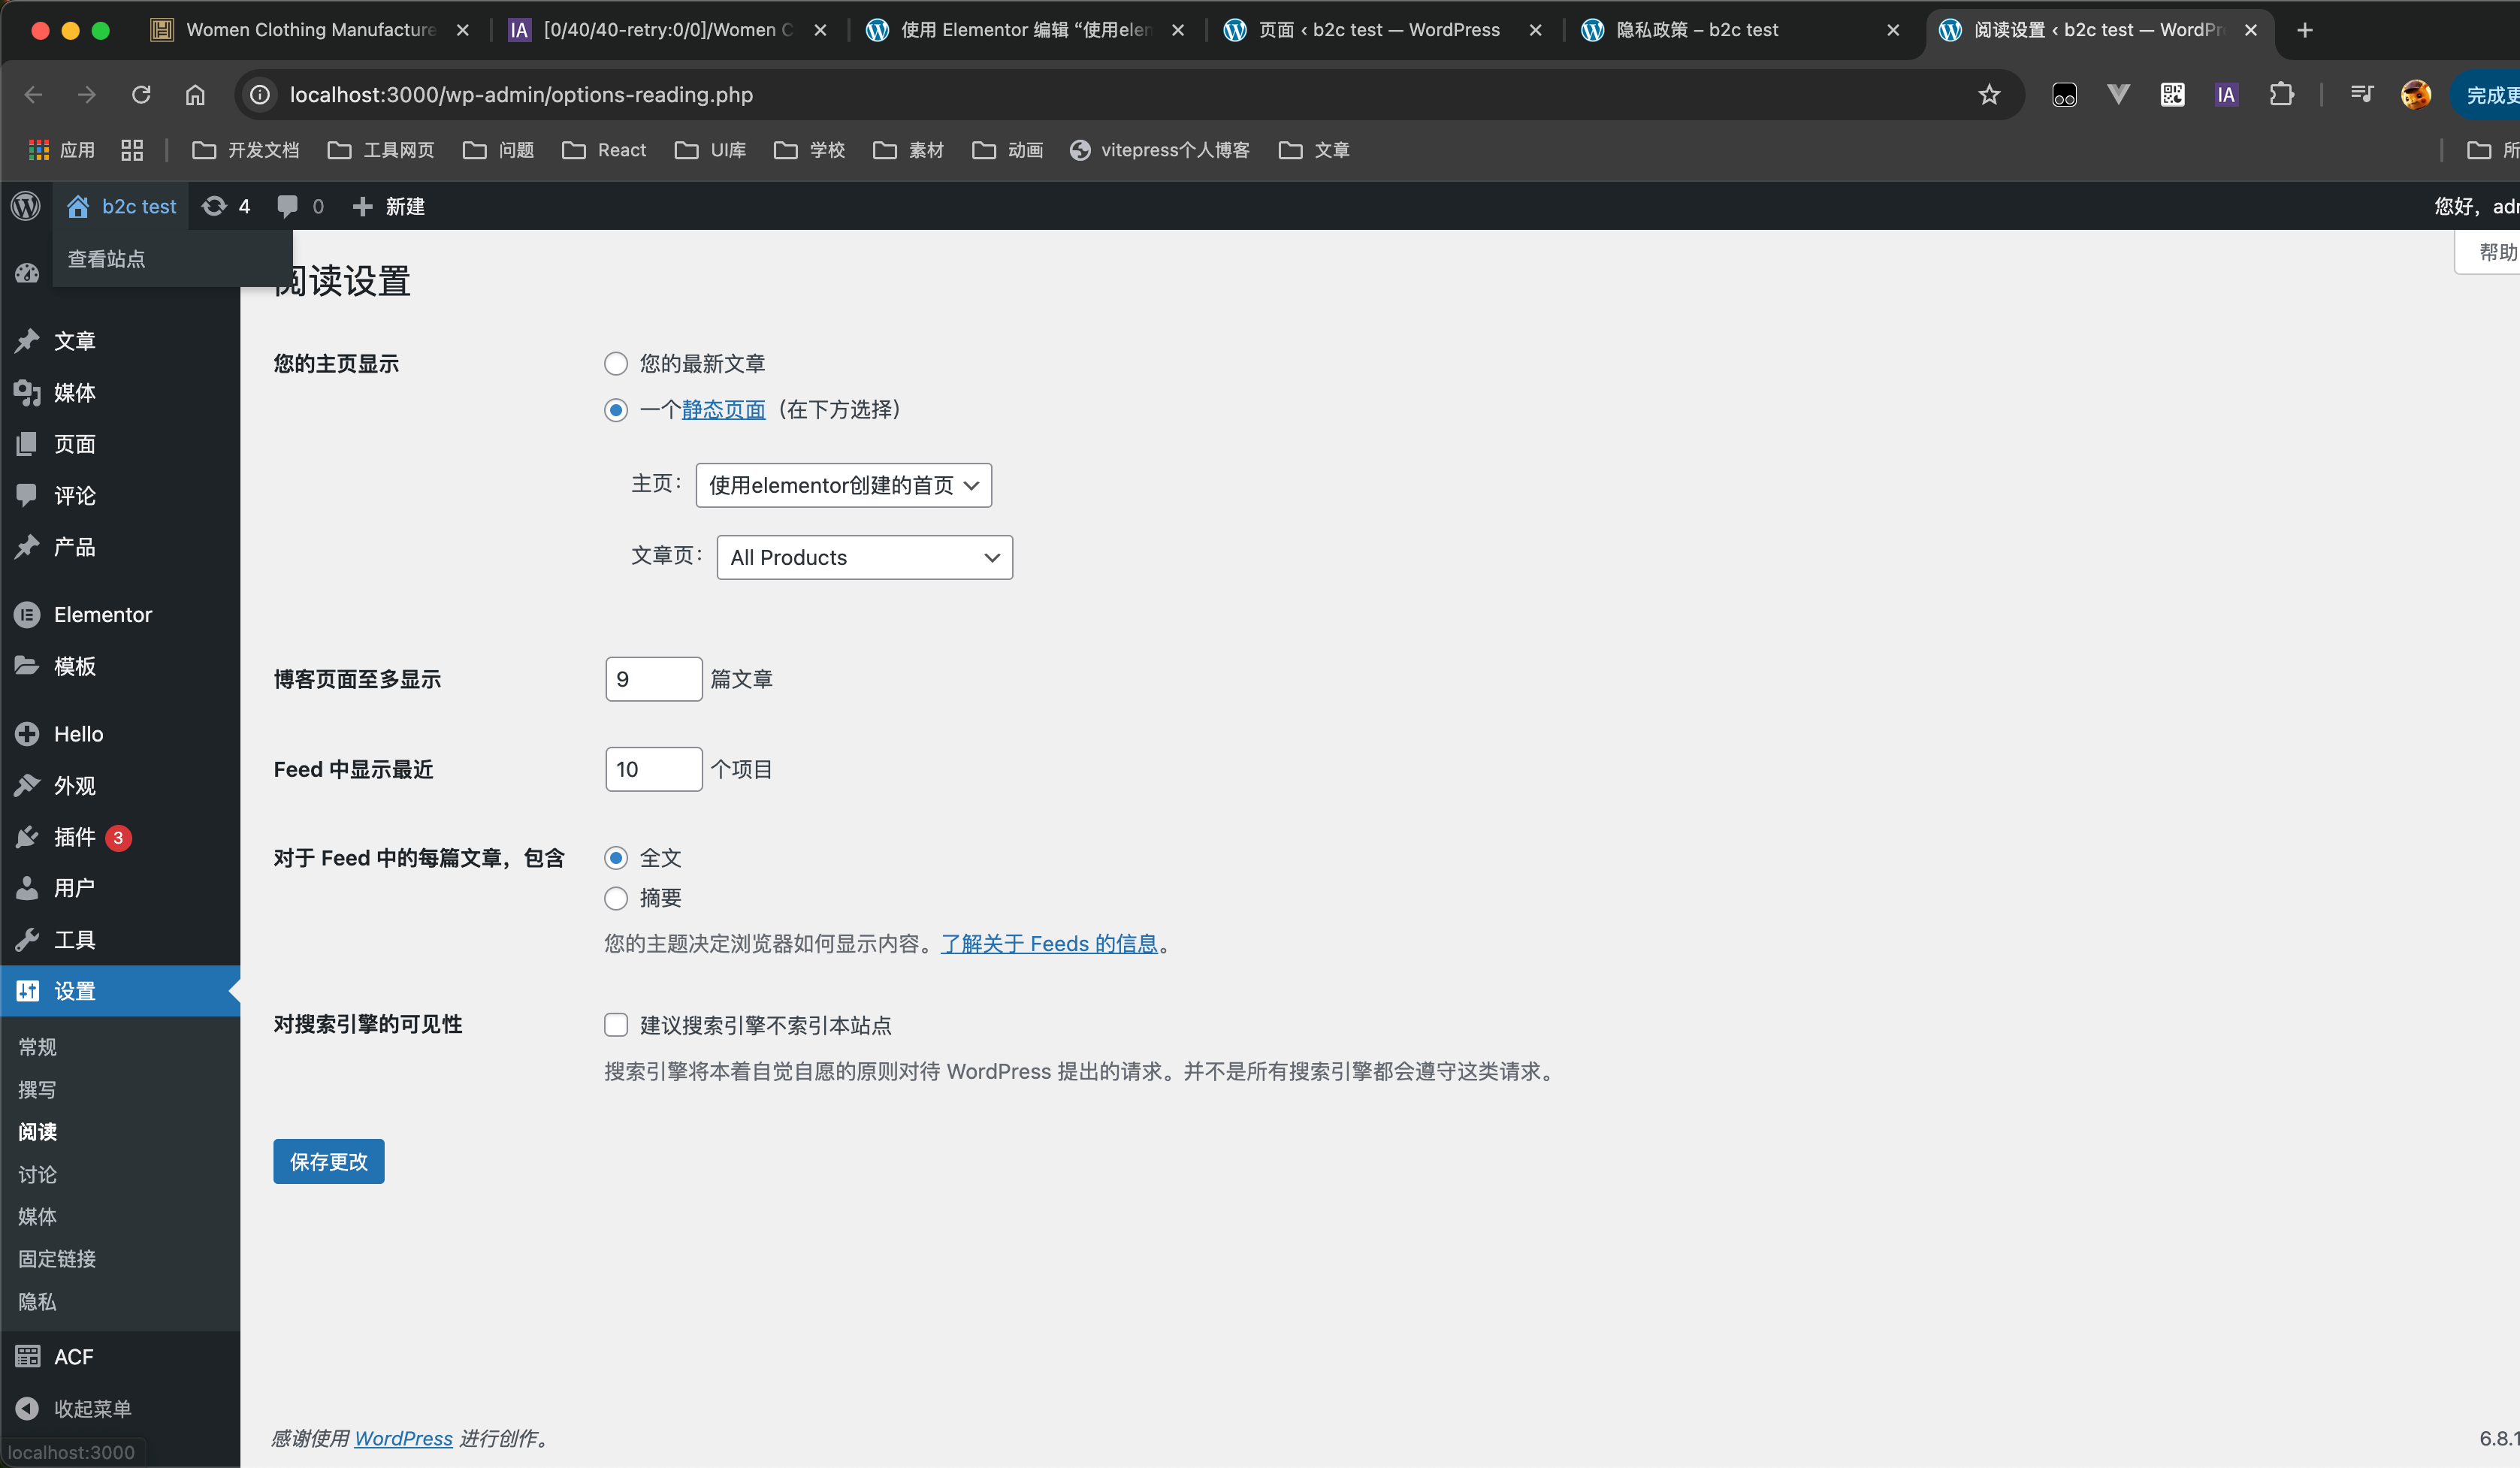 Women Clothing Manufacture
[0/40/40-retry:0/0]/Women C
使用 Elementor 编辑 “使用elen
页面 ‹ b2c test — WordPress
隐私政策 – b2c test
阅读设置 ‹ b2c test — WordPr
localhost:3000/wp-admin/options-reading.php
IA
完成更
应用
开发文档
工具网页
问题
React
UI库
学校
素材
动画
vitepress个人博客
文章
所
b2c test
4
0
新建
您好，adm
查看站点
帮助
阅读设置
文章
媒体
页面
评论
产品
Elementor
模板
Hello
外观
插件 3
用户
工具
设置
常规
撰写
阅读
讨论
媒体
固定链接
隐私
ACF
收起菜单
localhost:3000
您的主页显示
您的最新文章
一个静态页面（在下方选择）
主页： 使用elementor创建的首页
文章页： All Products
博客页面至多显示 9 篇文章
Feed 中显示最近 10 个项目
对于 Feed 中的每篇文章，包含
全文
摘要
您的主题决定浏览器如何显示内容。了解关于 Feeds 的信息。
对搜索引擎的可见性
建议搜索引擎不索引本站点
搜索引擎将本着自觉自愿的原则对待 WordPress 提出的请求。并不是所有搜索引擎都会遵守这类请求。
保存更改
感谢使用 WordPress 进行创作。
6.8.1